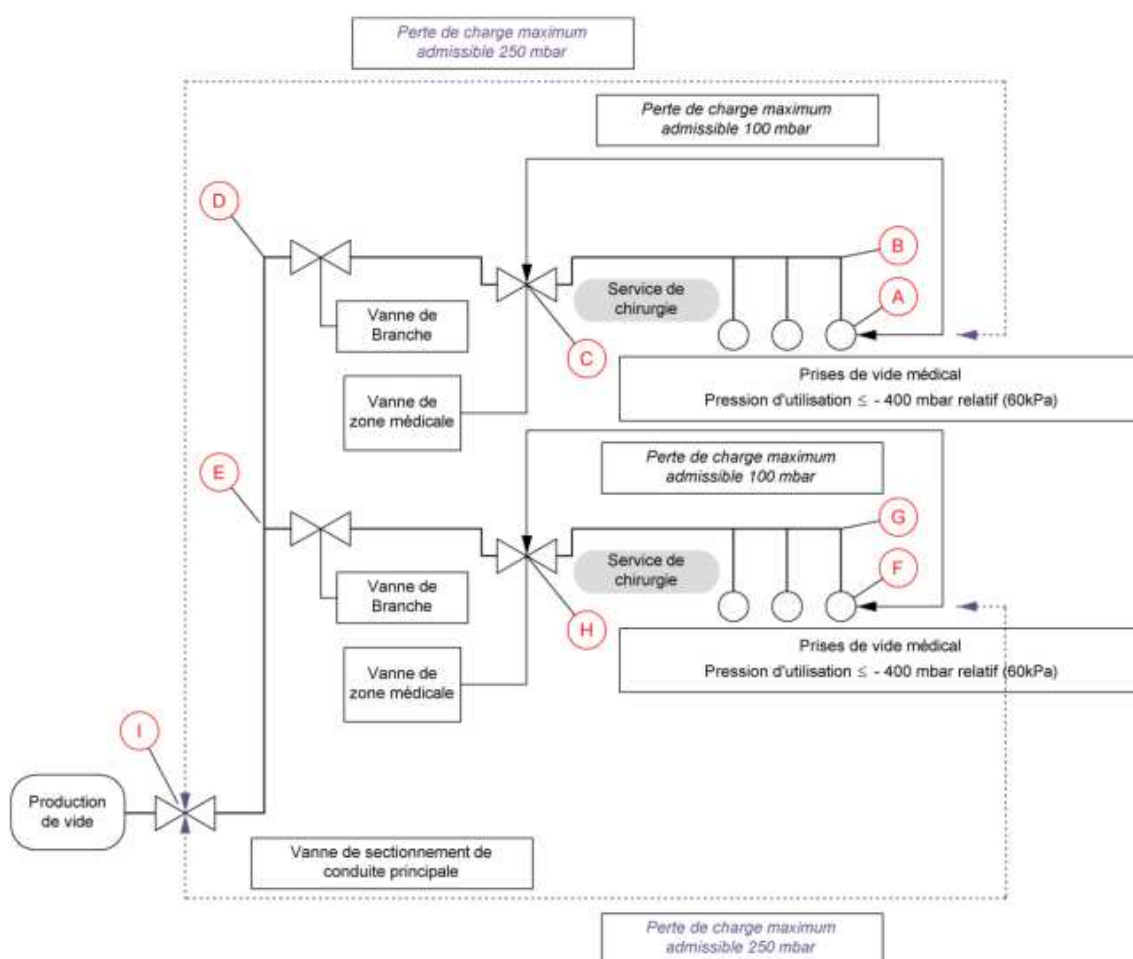 Perte de charge maximum
admissible 250 mbar
Perte de charge maximum
admissible 100 mbar
D
B
Service de
chirurgie
A
Vanne de
Branche
C
Prises de vide médical
Pression d'utilisation ≤ - 400 mbar relatif (60kPa)
Vanne de
zone médicale
Perte de charge maximum
admissible 100 mbar
E
G
Service de
chirurgie
F
Vanne de
Branche
H
Prises de vide médical
Pression d'utilisation ≤ - 400 mbar relatif (60kPa)
Vanne de
zone médicale
I
Production
de vide
Vanne de sectionnement de
conduite principale
Perte de charge maximum
admissible 250 mbar